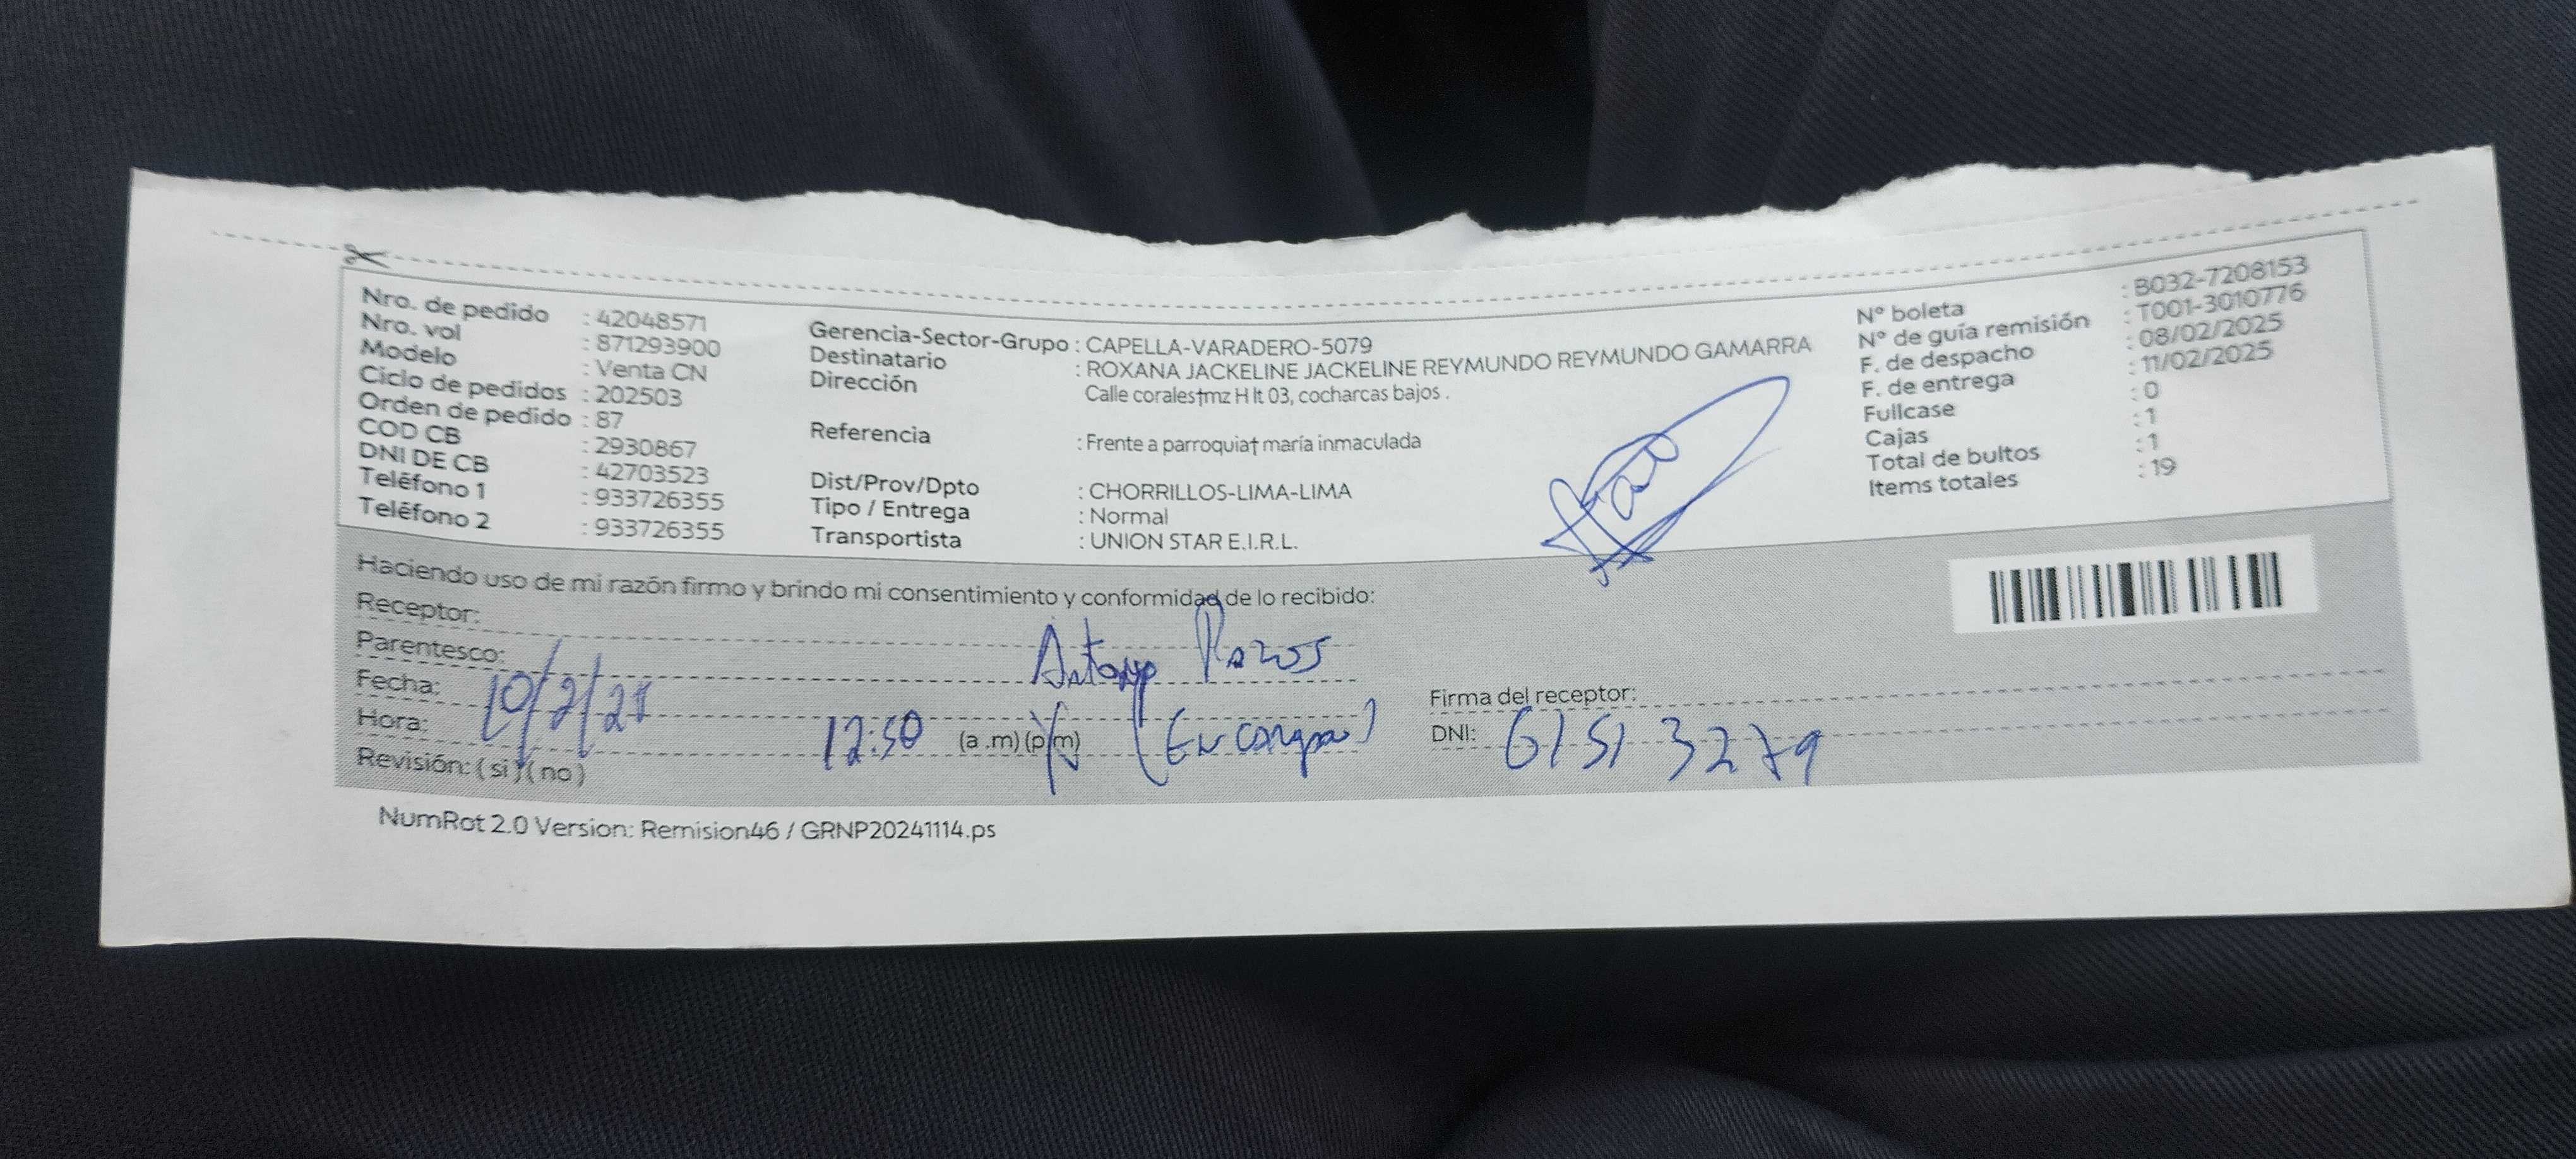 Nro. de pedido : 42048571
Nro. vol : 871293900
Modelo : Venta CN
Ciclo de pedidos : 202503
Orden de pedido : 87
COD CB : 2930867
DNI DE CB : 42703523
Teléfono 1 : 933726355
Teléfono 2 : 933726355
Gerencia-Sector-Grupo : CAPELLA-VARADERO-5079
Destinatario : ROXANA JACKELINE JACKELINE REYMUNDO REYMUNDO GAMARRA
Dirección
Calle corales†mz H lt 03, cocharcas bajos .
Referencia : Frente a parroquia† maría inmaculada
Dist/Prov/Dpto : CHORRILLOS-LIMA-LIMA
Tipo / Entrega : Normal
Transportista : UNION STAR E.I.R.L.
N° boleta : B032-7208153
N° de guía remisión : T001-3010776
F. de despacho : 08/02/2025
F. de entrega : 11/02/2025
Fullcase : 0
Cajas : 1
Total de bultos : 1
Items totales : 19
Haciendo uso de mi razón firmo y brindo mi consentimiento y conformidad de lo recibido:
Receptor:
Parentesco:
Fecha: 10/2/
Hora: 12:50 (a .m) (p.m)
Revisión: ( si ) ( no )
Firma del receptor:
DNI: 61513279
NumRot 2.0 Version: Remision46 / GRNP20241114.ps